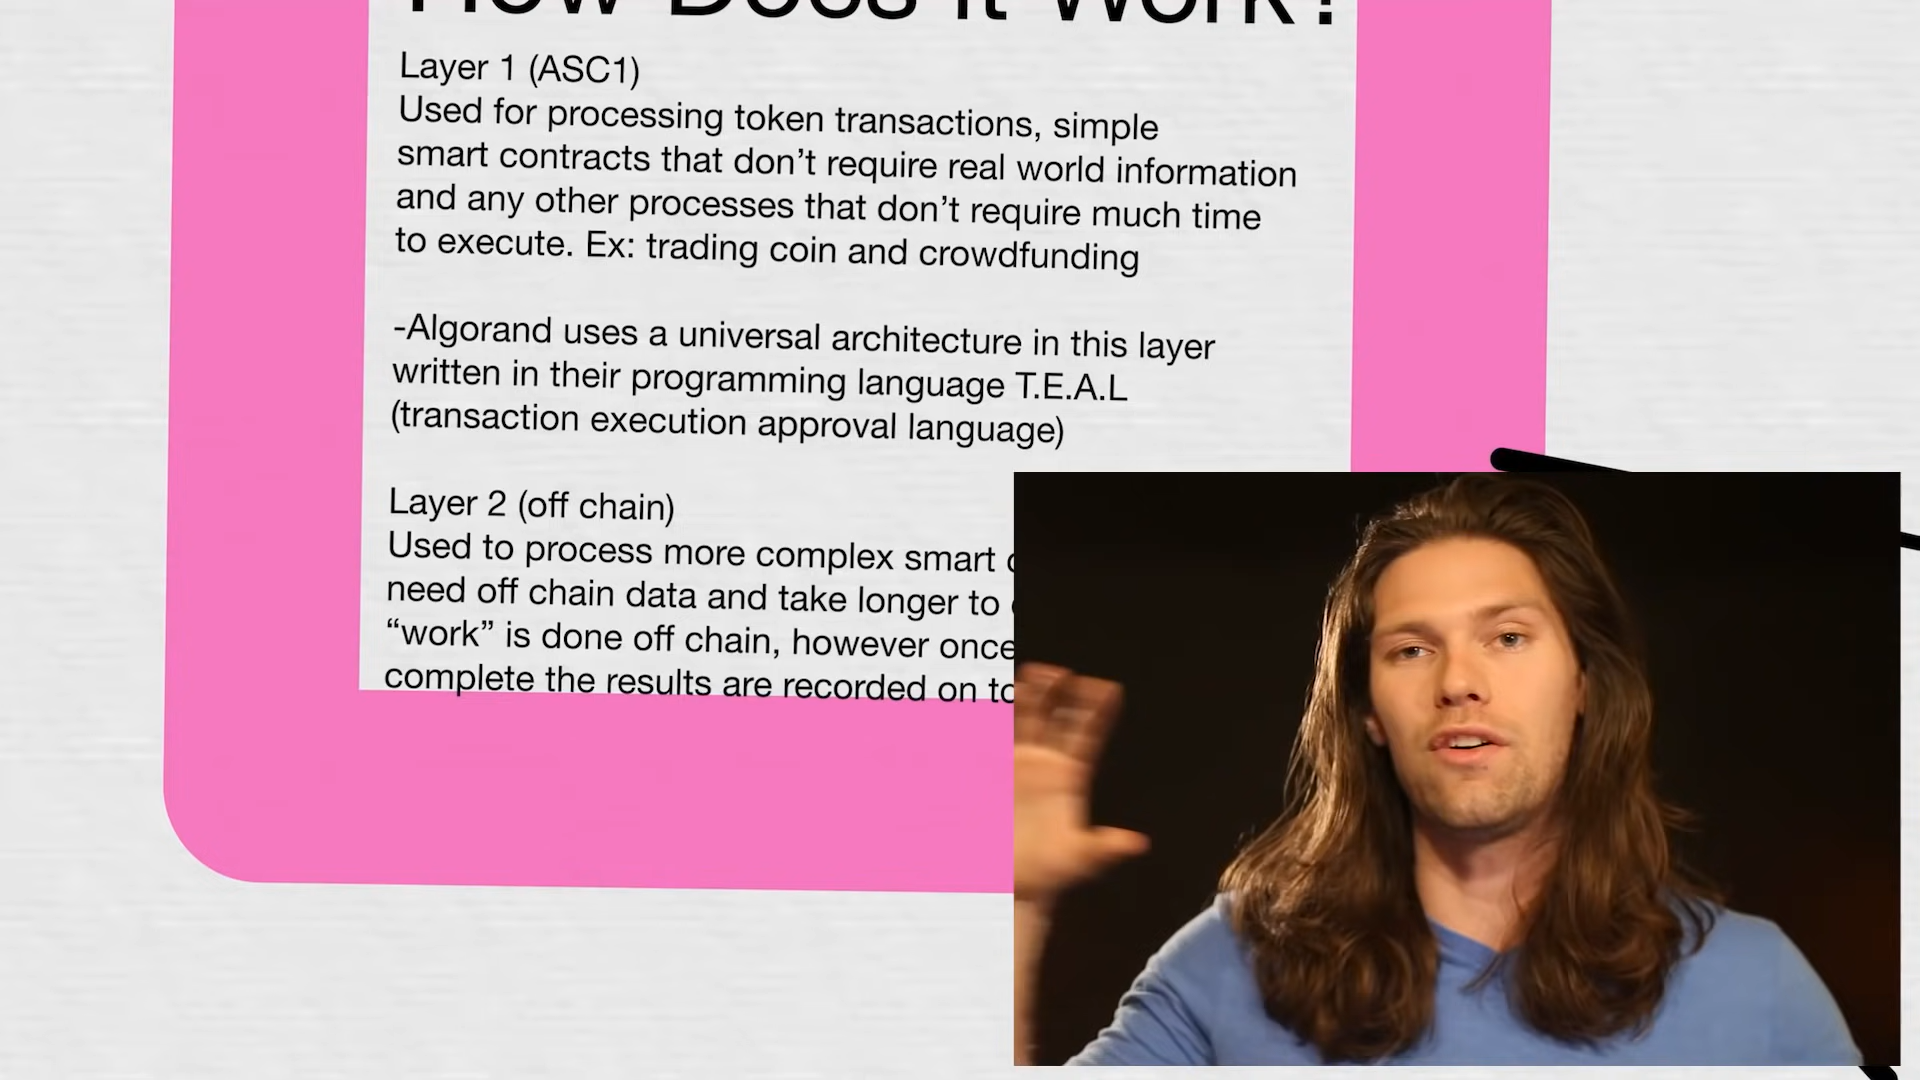 How Does it Work?
Layer 1 (ASC1)
Used for processing token transactions, simple
smart contracts that don’t require real world information
and any other processes that don’t require much time
to execute. Ex: trading coin and crowdfunding
-Algorand uses a universal architecture in this layer
written in their programming language T.E.A.L
(transaction execution approval language)
Layer 2 (off chain)
Used to process more complex smart
need off chain data and take longer to
“work” is done off chain, however once
complete the results are recorded on